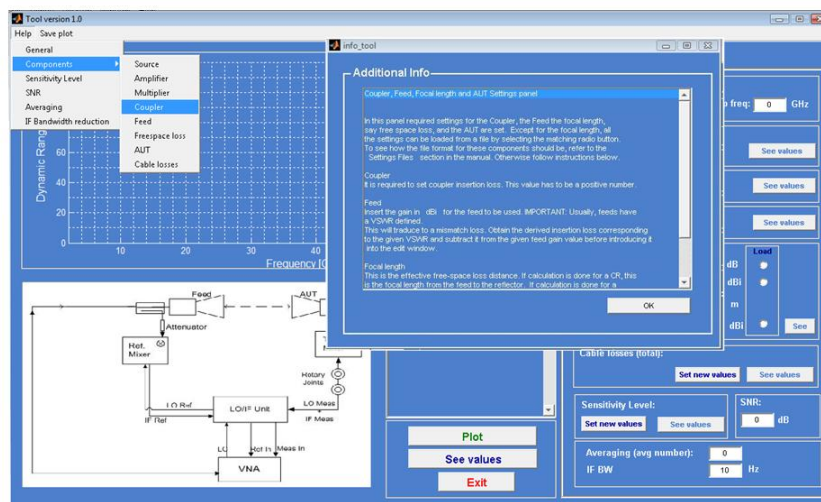 Tool version 1.0
Help Save plot
General
Components
Sensitivity Level
SNR
Averaging
IF Bandwidth reduction
Source
Amplifier
Multiplier
Coupler
Feed
Freespace loss
AUT
Cable losses
Dynamic Rang
60
40
20
0
10 20 30 40
Frequency [G
info_tool
Additional Info
Coupler, Feed, Focal length and AUT Settings panel
In this panel required settings for the Coupler, the Feed the focal length,
say free space loss, and the AUT are set. Except for the focal length, all
the settings can be loaded from a file by selecting the matching radio button.
To see how the file format for these components should be, refer to the
Settings Files section in the manual. Otherwise follow instructions below.
Coupler
It is required to set coupler insertion loss. This value has to be a positive number.
Feed
Insert the gain in dBi for the feed to be used. IMPORTANT: Usually, feeds have
a VSWR defined.
This will traduce to a mismatch loss. Obtain the derived insertion loss corresponding
to the given VSWR and subtract it from the given feed gain value before introducing it
into the edit window.
Focal length
This is the effective free-space loss distance. If calculation is done for a CR, this
is the focal length from the feed to the reflector. If calculation is done for a
OK
p freq: 0 GHz
See values
See values
See values
Load
dB
dBi
m
dBi See
Cable losses (total):
Set new values See values
Sensitivity Level:
Set new values See values
SNR:
0 dB
Averaging (avg number): 0
IF BW 10 Hz
Plot
See values
Exit
Feed
AUT
Attenuator
Ref.
Mixer
Rotary
Joints
LO Ref
IF Ref
LO/IF Unit
LO Meas
IF Meas
LO Ref In Meas In
VNA